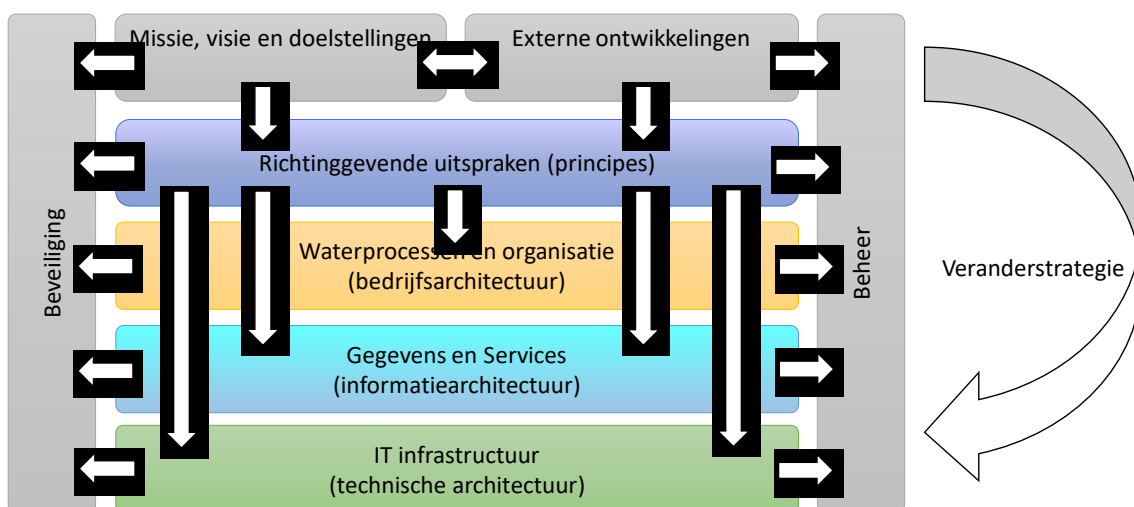 Missie, visie en doelstellingen
Externe ontwikkelingen
Richtinggevende uitspraken (principes)
Beveiliging
Waterprocessen en organisatie
(bedrijfsarchitectuur)
Beheer
Veranderstrategie
Gegevens en Services
(informatiearchitectuur)
IT infrastructuur
(technische architectuur)